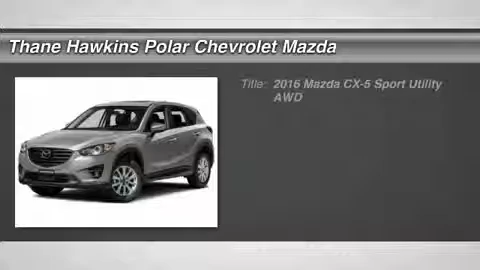 Thane Hawkins Polar Chevrolet Mazda
Title: 2016 Mazda CX-5 Sport Utility
AWD